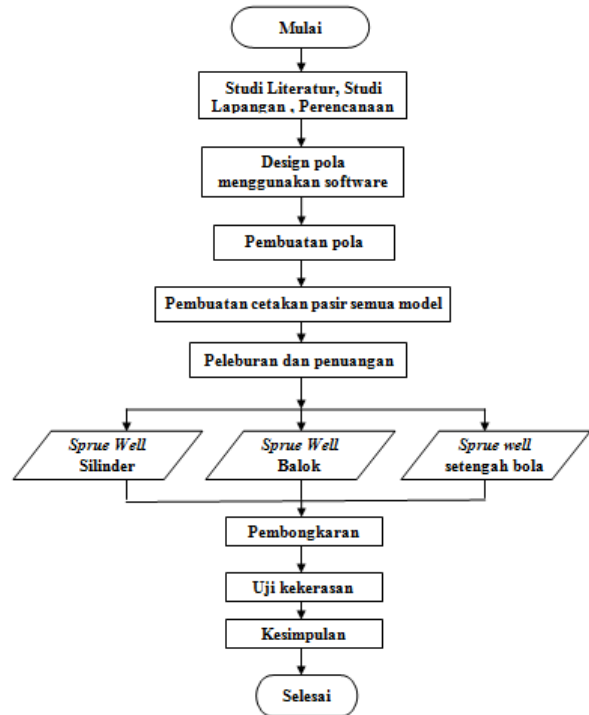 Mulai
Studi Literatur, Studi
Lapangan , Perencanaan
Design pola
menggunakan software
Pembuatan pola
Pembuatan cetakan pasir semua model
Peleburan dan penuangan
Sprue Well
Silinder
Sprue Well
Balok
Sprue well
setengah bola
Pembongkaran
Uji kekerasan
Kesimpulan
Selesai